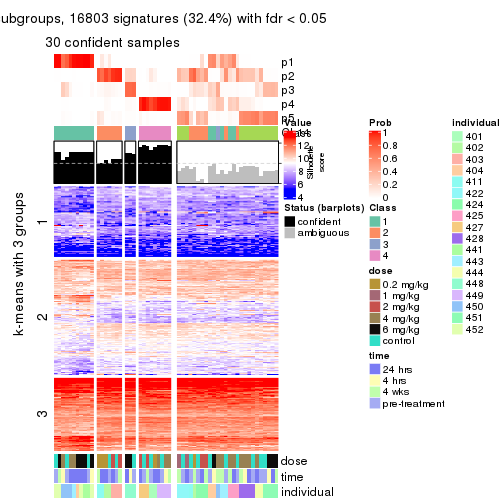 ubgroups, 16803 signatures (32.4%) with fdr < 0.05
30 confident samples
p1
p2
p3
p4
p5
k-means with 3 groups
1
2
3
dose
time
individual
Value
12
10
8
6
4
Silhouette
score
Status (barplots)
confident
ambiguous
Prob
1
0.8
0.6
0.4
0.2
0
Class
1
2
3
4
dose
0.2 mg/kg
1 mg/kg
2 mg/kg
4 mg/kg
6 mg/kg
control
time
24 hrs
4 hrs
4 wks
pre-treatment
individual
401
402
403
404
411
422
424
425
427
428
441
443
444
448
449
450
451
452